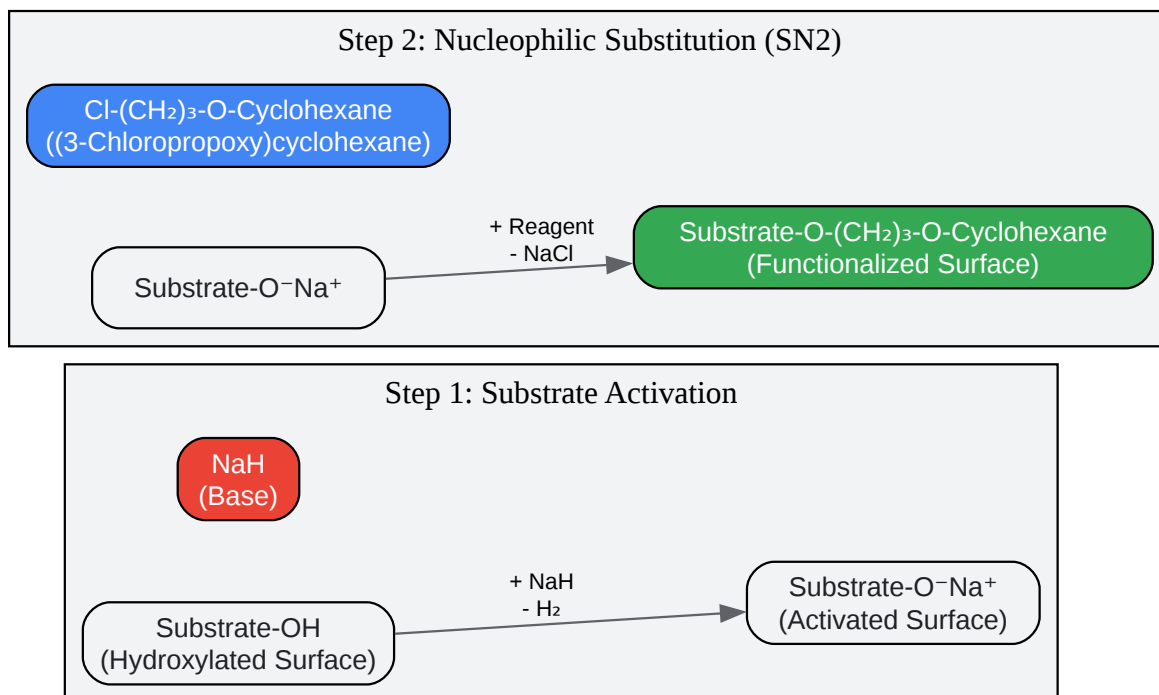 Step 2: Nucleophilic Substitution (SN2)
Cl-(CH₂)₃-O-Cyclohexane
((3-Chloropropoxy)cyclohexane)
+ Reagent
- NaCl
Substrate-O-(CH₂)₃-O-Cyclohexane
(Functionalized Surface)
Substrate-O⁻Na⁺
Step 1: Substrate Activation
NaH
(Base)
+ NaH
- H₂
Substrate-O⁻Na⁺
(Activated Surface)
Substrate-OH
(Hydroxylated Surface)